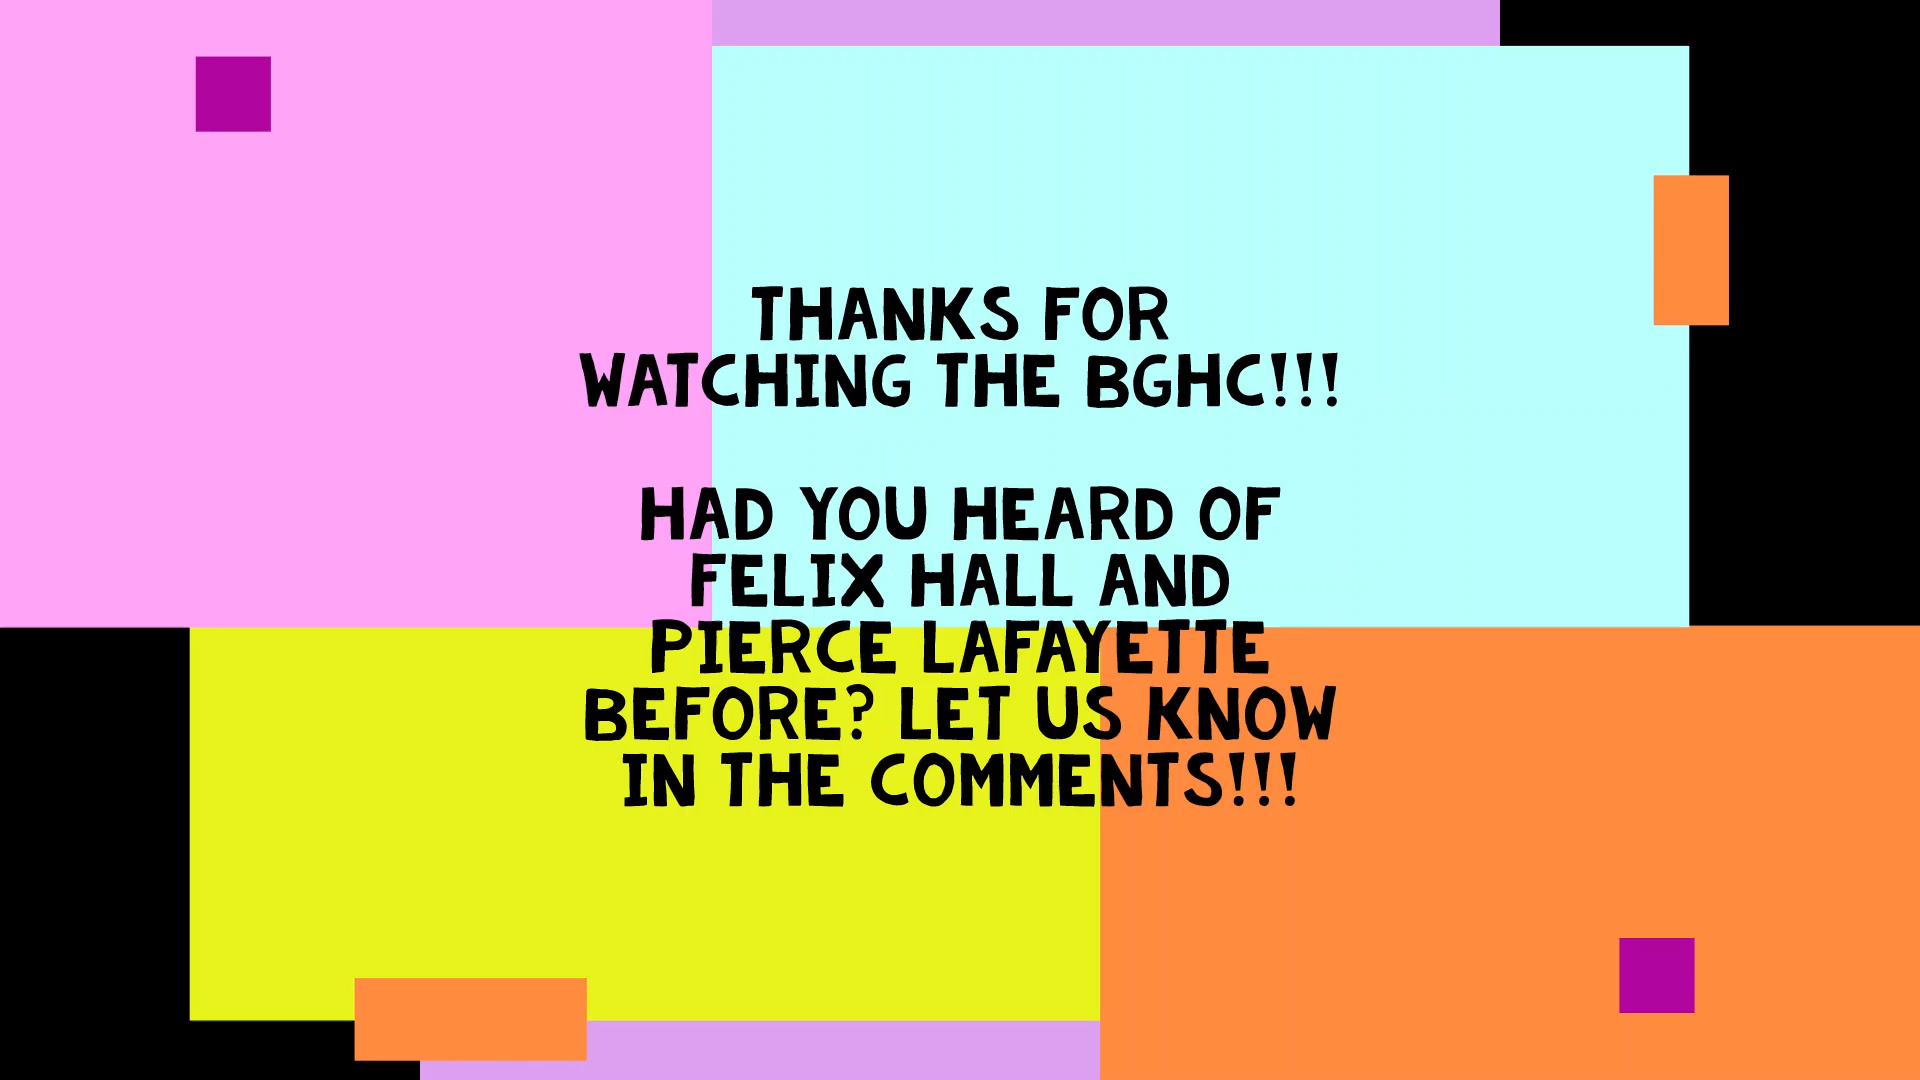 THANKS FOR
WATCHING THE BGHC!!!
HAD YOU HEARD OF
FELIX HALL AND
PIERCE LAFAYETTE
BEFORE? LET US KNOW
IN THE COMMENTS!!!